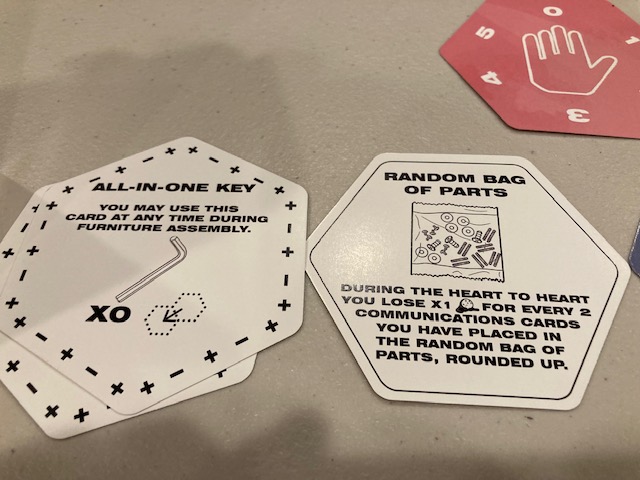 ALL-IN-ONE KEY
YOU MAY USE THIS
CARD AT ANY TIME DURING
FURNITURE ASSEMBLY.
XO
RANDOM BAG
OF PARTS
DURING THE HEART TO HEART
YOU LOSE X1 FOR EVERY 2
COMMUNICATIONS CARDS
YOU HAVE PLACED IN
THE RANDOM BAG OF
PARTS, ROUNDED UP.
0
1
3
4
5